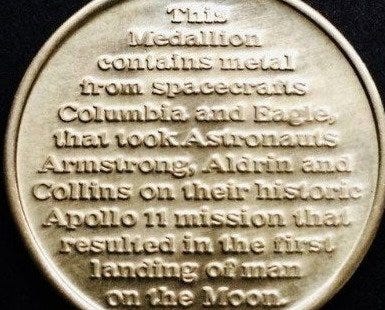 This
Medallion
contains metal
from spacecrafts
Columbia and Eagle,
that took Astronauts
Armstrong, Aldrin and
Collins on their historic
Apollo 11 mission that
resulted in the first
landing of man
on the Moon.